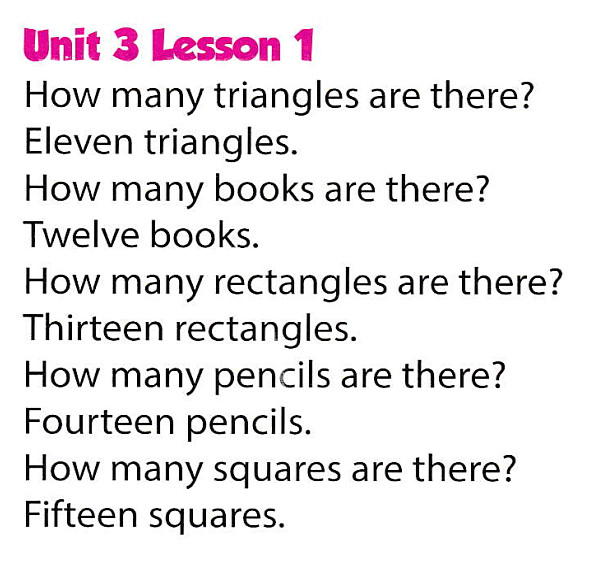 Unit 3 Lesson 1
How many triangles are there?
Eleven triangles.
How many books are there?
Twelve books.
How many rectangles are there?
Thirteen rectangles.
How many pencils are there?
Fourteen pencils.
How many squares are there?
Fifteen squares.